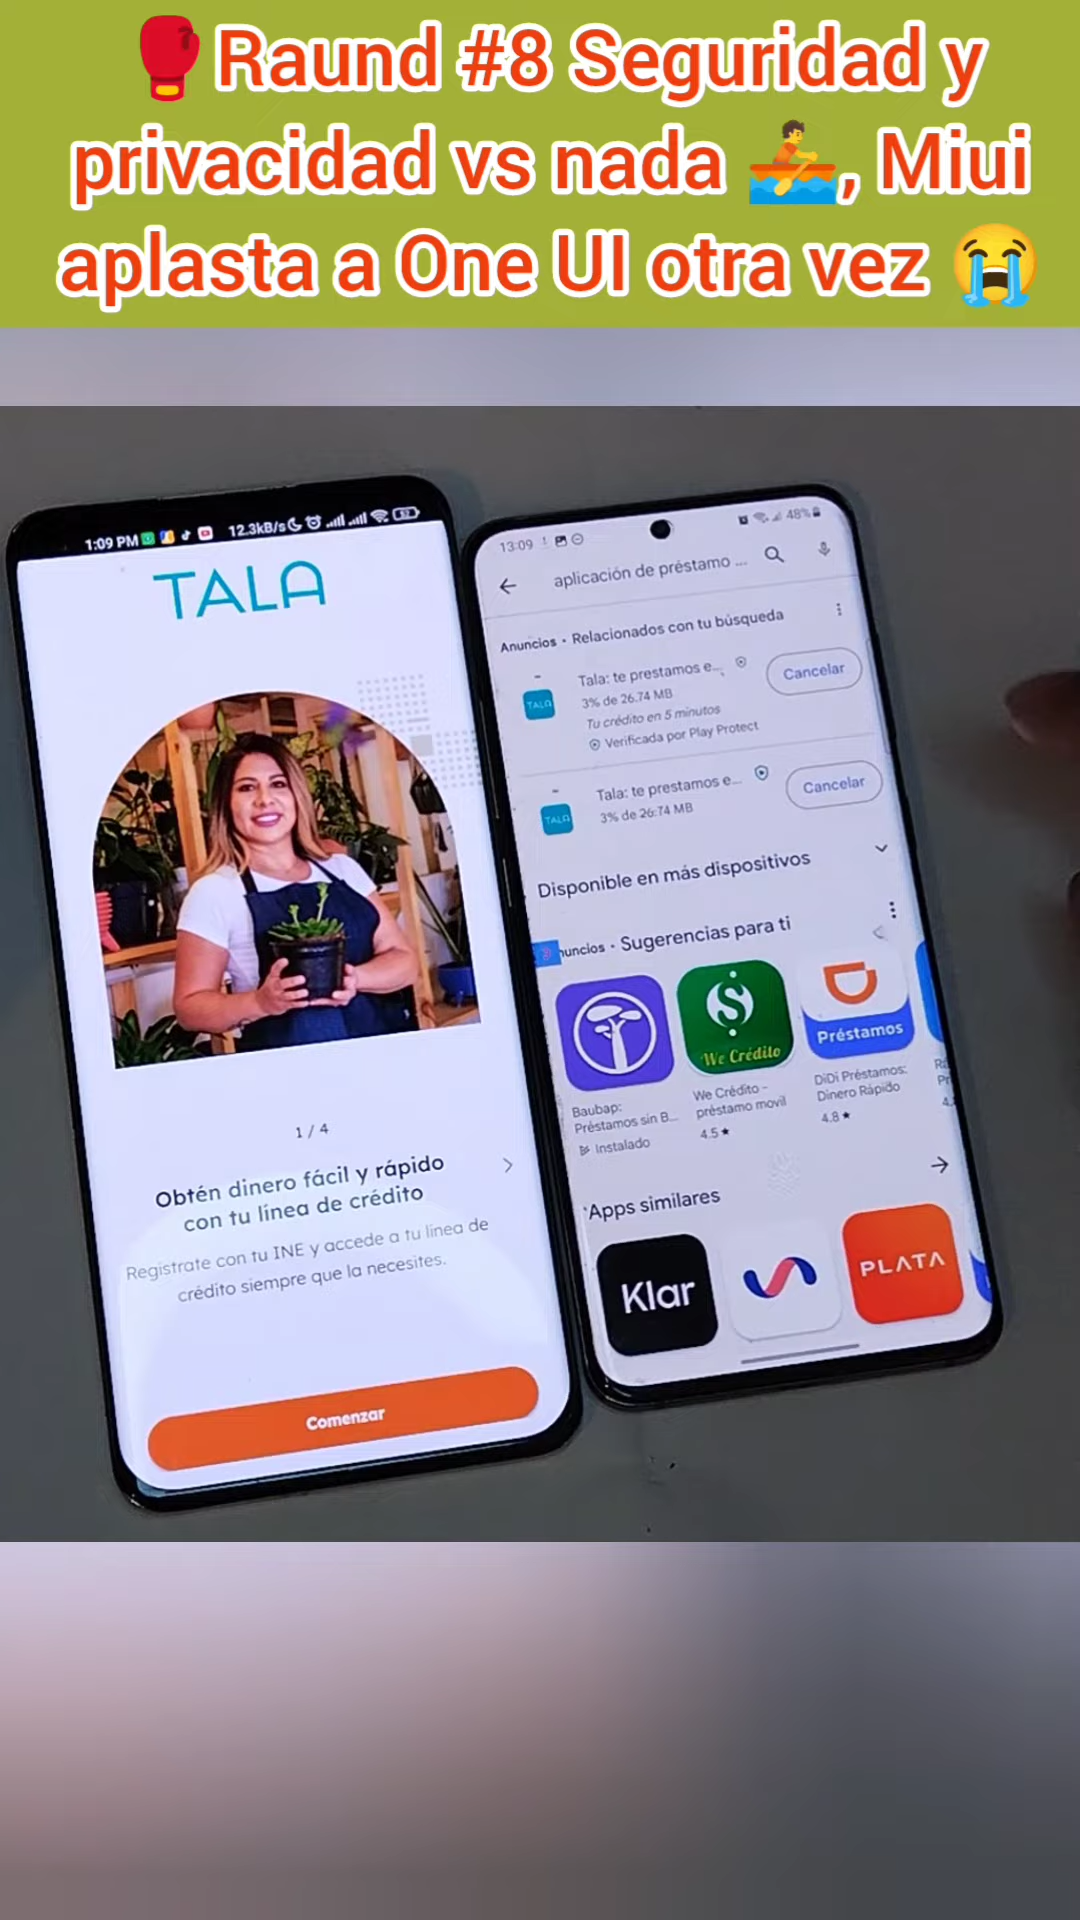 🥊Raund #8 Seguridad y
privacidad vs nada 🚣, Miui
aplasta a One UI otra vez 😭
1:09 PM
12.3kB/s
52
TALA
1 / 4
Obtén dinero fácil y rápido
con tu línea de crédito
Regístrate con tu INE y accede a tu línea de
crédito siempre que la necesites.
Comenzar
13:09
48%
aplicación de préstamo ...
Anuncios • Relacionados con tu búsqueda
TALA
Tala: te prestamos e...
3% de 26.74 MB
Tu crédito en 5 minutos
Verificada por Play Protect
Cancelar
TALA
Tala: te prestamos e...
3% de 26.74 MB
Cancelar
Disponible en más dispositivos
nuncios • Sugerencias para ti
We Crédito
Préstamos
Baubap:
Préstamos sin B...
Instalado
We Crédito -
préstamo movil
4.5★
DiDi Préstamos:
Dinero Rápido
4.8★
Apps similares
Klar
PLATA